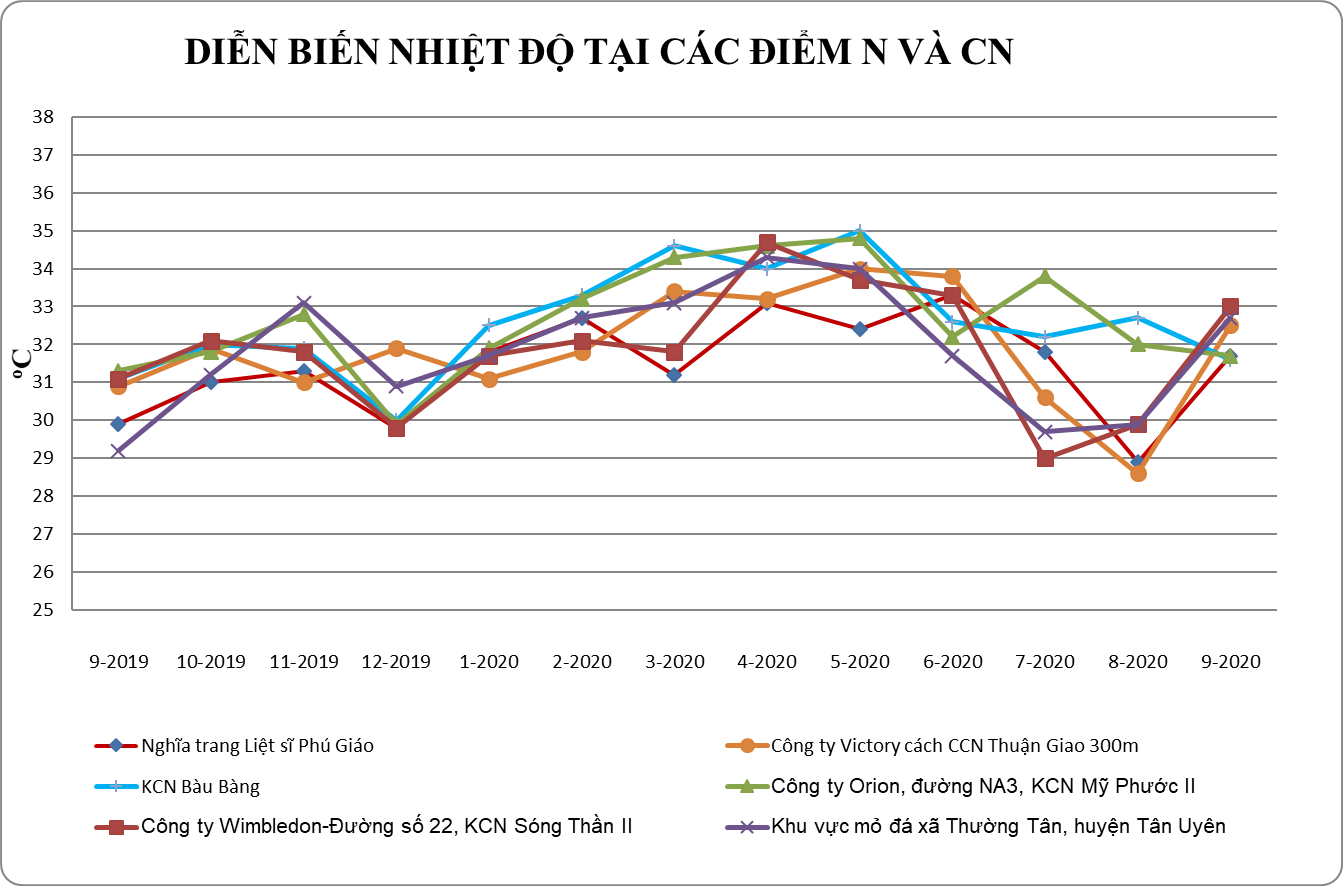 DIỄN BIẾN NHIỆT ĐỘ TẠI CÁC ĐIỂM N VÀ CN
38
37
36
35
34
33
32
31
30
29
28
27
26
25
ºC
9-2019 10-2019 11-2019 12-2019 1-2020 2-2020 3-2020 4-2020 5-2020 6-2020 7-2020 8-2020 9-2020
Nghĩa trang Liệt sĩ Phú Giáo Công ty Victory cách CCN Thuận Giao 300m
KCN Bàu Bàng Công ty Orion, đường NA3, KCN Mỹ Phước II
Công ty Wimbledon-Đường số 22, KCN Sóng Thần II Khu vực mỏ đá xã Thường Tân, huyện Tân Uyên